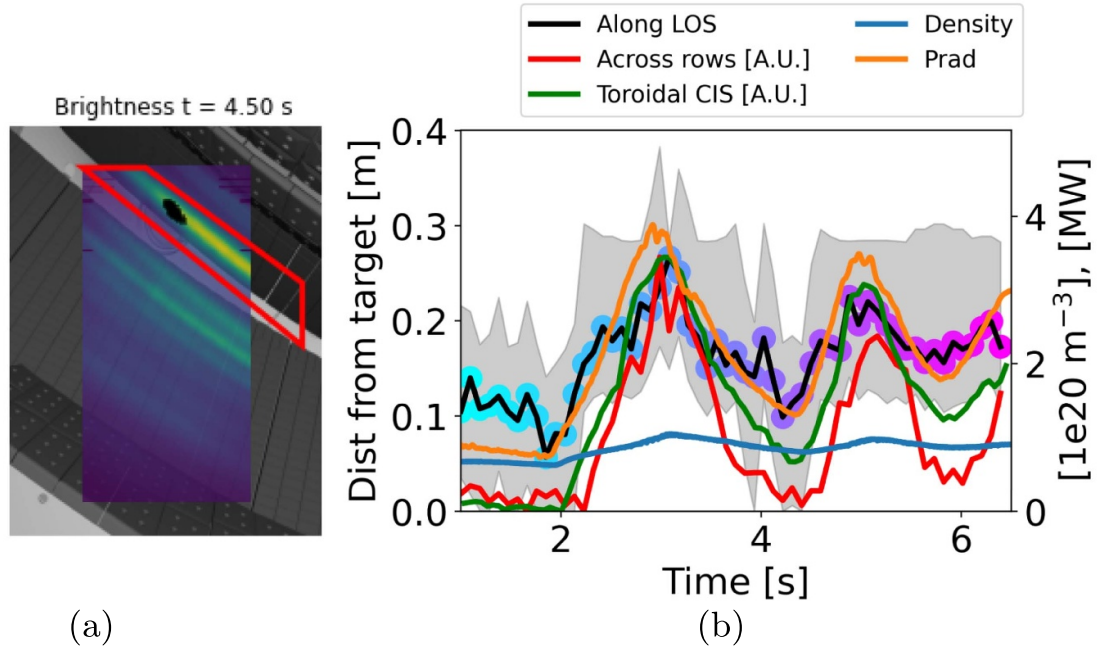 Brightness t = 4.50 s
(a)
Along LOS
Across rows [A.U.]
Toroidal CIS [A.U.]
Density
Prad
0.4
0.3
0.2
0.1
0.0
Dist from target [m]
4
2
0
[1e20 m⁻³], [MW]
2 4 6
Time [s]
(b)